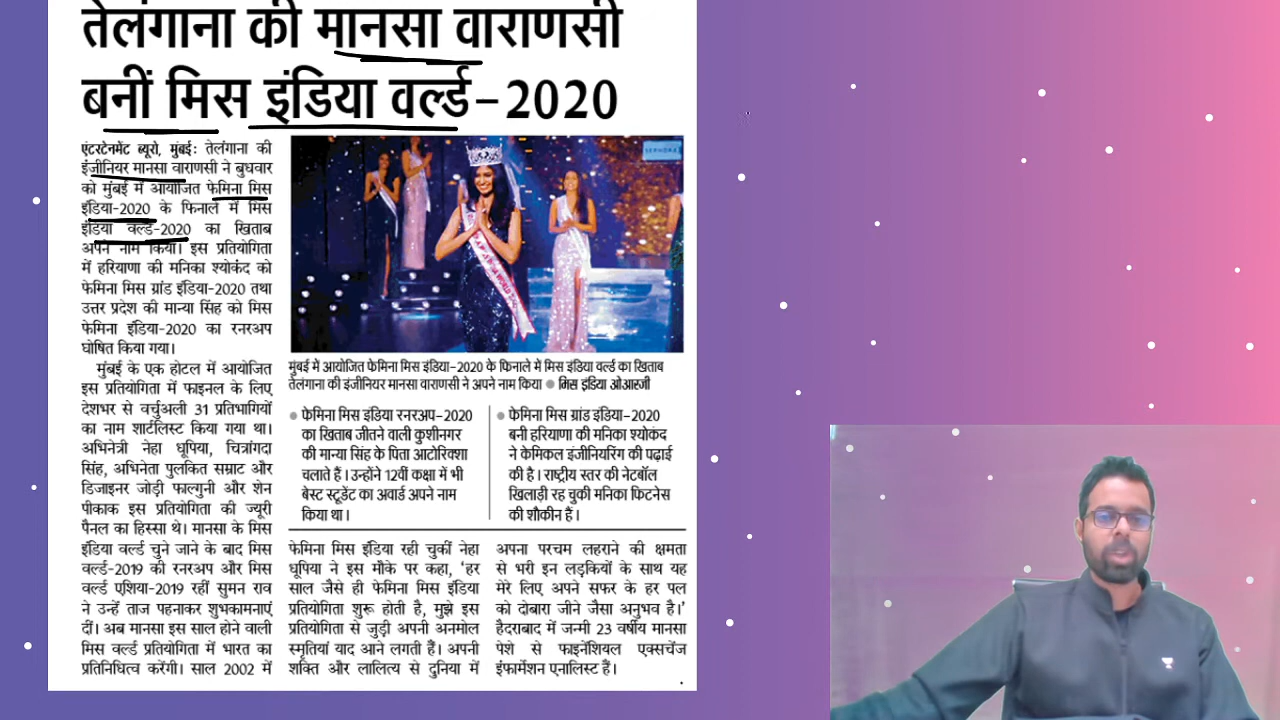 तेलंगाना की मानसा वाराणसी
बनीं मिस इंडिया वर्ल्ड-2020
एंटरटेनमेंट ब्यूरो, मुंबई: तेलंगाना की
इंजीनियर मानसा वाराणसी ने बुधवार
को मुंबई में आयोजित फेमिना मिस
इंडिया-2020 के फिनाले में मिस
इंडिया वर्ल्ड-2020 का खिताब
अपने नाम किया। इस प्रतियोगिता
में हरियाणा की मनिका श्योकंद को
फेमिना मिस ग्रांड इंडिया-2020 तथा
उत्तर प्रदेश की मान्या सिंह को मिस
फेमिना इंडिया-2020 का रनरअप
घोषित किया गया।
मुंबई के एक होटल में आयोजित
इस प्रतियोगिता में फाइनल के लिए
देशभर से वर्चुअली 31 प्रतिभागियों
का नाम शार्टलिस्ट किया गया था।
अभिनेत्री नेहा धूपिया, चित्रांगदा
सिंह, अभिनेता पुलकित सम्राट और
डिजाइनर जोड़ी फाल्गुनी और शेन
पीकाक इस प्रतियोगिता की ज्यूरी
पैनल का हिस्सा थे। मानसा के मिस
इंडिया वर्ल्ड चुने जाने के बाद मिस
वर्ल्ड-2019 की रनरअप और मिस
वर्ल्ड एशिया-2019 रहीं सुमन राव
ने उन्हें ताज पहनाकर शुभकामनाएं
दीं। अब मानसा इस साल होने वाली
मिस वर्ल्ड प्रतियोगिता में भारत का
प्रतिनिधित्व करेंगी। साल 2002 में
SEPHORA
मुंबई में आयोजित फेमिना मिस इंडिया-2020 के फिनाले में मिस इंडिया वर्ल्ड का खिताब
तेलंगाना की इंजीनियर मानसा वाराणसी ने अपने नाम किया ● मिस इंडिया ओआरजी
● फेमिना मिस इंडिया रनरअप-2020
का खिताब जीतने वाली कुशीनगर
की मान्या सिंह के पिता आटोरिक्शा
चलाते हैं। उन्होंने 12वीं कक्षा में भी
बेस्ट स्टूडेंट का अवार्ड अपने नाम
किया था।
● फेमिना मिस ग्रांड इंडिया-2020
बनी हरियाणा की मनिका श्योकंद
ने केमिकल इंजीनियरिंग की पढ़ाई
की है। राष्ट्रीय स्तर की नेटबॉल
खिलाड़ी रह चुकी मनिका फिटनेस
की शौकीन हैं।
फेमिना मिस इंडिया रही चुकीं नेहा
धूपिया ने इस मौके पर कहा, 'हर
साल जैसे ही फेमिना मिस इंडिया
प्रतियोगिता शुरू होती है, मुझे इस
प्रतियोगिता से जुड़ी अपनी अनमोल
स्मृतियां याद आने लगती हैं। अपनी
शक्ति और लालित्य से दुनिया में
अपना परचम लहराने की क्षमता
से भरी इन लड़कियों के साथ यह
मेरे लिए अपने सफर के हर पल
को दोबारा जीने जैसा अनुभव है।'
हैदराबाद में जन्मी 23 वर्षीय मानसा
पेशे से फाइनेंशियल एक्सचेंज
इंफार्मेशन एनालिस्ट हैं।